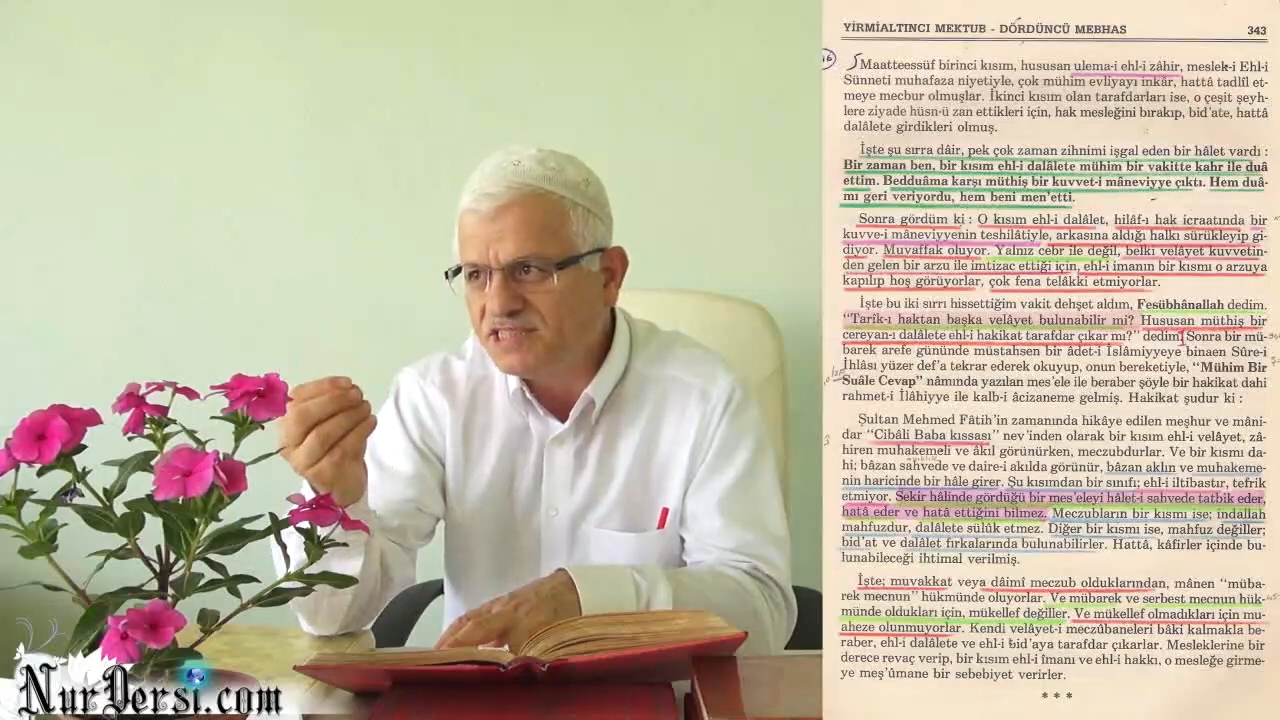 YİRMİALTINCI MEKTUB - DÖRDÜNCÜ MEBHAS 343
Maatteessüf birinci kısım, hususan ulema-i ehl-i zâhir, meslek-i Ehl-i
Sünneti muhafaza niyetiyle, çok mühim evliyayı inkâr, hattâ tadlîl et-
meye mecbur olmuşlar. İkinci kısım olan tarafdarları ise, o çeşit şeyh-
lere ziyade hüsn-ü zan ettikleri için, hak mesleğini bırakıp, bid'ate, hattâ
dalâlete girdikleri olmuş.
İşte şu sırra dâir, pek çok zaman zihnimi işgal eden bir hâlet vardı :
Bir zaman ben, bir kısım ehl-i dalâlete mühim bir vakitte kahr ile duâ
ettim. Bedduâma karşı müthiş bir kuvvet-i mâneviyye çıktı. Hem duâ-
mı geri veriyordu, hem beni men'etti.
Sonra gördüm ki : O kısım ehl-i dalâlet, hilâf-ı hak icraatında bir
kuvve-i mâneviyyenin teshilâtiyle, arkasına aldığı halkı sürükleyip gi-
diyor. Muvaffak oluyor. Yalnız cebr ile değil, belki velâyet kuvvetin-
den gelen bir arzu ile imtizac ettiği için, ehl-i imanın bir kısmı o arzuya
kapılıp hoş görüyorlar, çok fena telâkki etmiyorlar.
İşte bu iki sırrı hissettiğim vakit dehşet aldım, Fesübhânallah dedim.
"Tarîk-ı haktan başka velâyet bulunabilir mi? Hususan müthiş bir
cereyan-ı dalâlete ehl-i hakikat tarafdar çıkar mı?" dedim. Sonra bir mü-
barek arefe gününde müstahsen bir âdet-i İslâmiyyeye binaen Sûre-i
İhlâsı yüzer def'a tekrar ederek okuyup, onun bereketiyle, "Mühim Bir
Suâle Cevap" nâmında yazılan mes'ele ile beraber şöyle bir hakikat dahi
rahmet-i İlâhiyye ile kalb-i âcizaneme gelmiş. Hakikat şudur ki :
Şultan Mehmed Fâtih'in zamanında hikâye edilen meşhur ve mâni-
dar "Cibâli Baba kıssası" nev'inden olarak bir kısım ehl-i velâyet, zâ-
hiren muhakemeli ve âkıl görünürken, meczubdurlar. Ve bir kısmı da-
hi; bâzan sahvede ve daire-i akılda görünür, bâzan aklın ve muhakeme-
nin haricinde bir hâle girer. Şu kısımdan bir sınıfı; ehl-i iltibastır, tefrik
etmiyor. Sekir hâlinde gördüğü bir mes'eleyi hâlet-i sahvede tatbik eder,
hatâ eder ve hatâ ettiğini bilmez. Meczubların bir kısmı ise; indallah
mahfuzdur, dalâlete sülûk etmez. Diğer bir kısmı ise, mahfuz değiller;
bid'at ve dalâlet fırkalarında bulunabilirler. Hattâ, kâfirler içinde bu-
lunabileceği ihtimal verilmiş.
İşte; muvakkat veya dâimî meczub olduklarından, mânen "müba-
rek mecnun" hükmünde oluyorlar. Ve mübarek ve serbest mecnun hük-
münde oldukları için, mükellef değiller. Ve mükellef olmadıkları için mu-
aheze olunmuyorlar. Kendi velâyet-i meczûbaneleri bâki kalmakla be-
raber, ehl-i dalâlete ve ehl-i bid'aya tarafdar çıkarlar. Mesleklerine bir
derece revaç verip, bir kısım ehl-i îmanı ve ehl-i hakkı, o mesleğe girme-
ye meş'ûmane bir sebebiyet verirler.
* * *
NurDersi.com